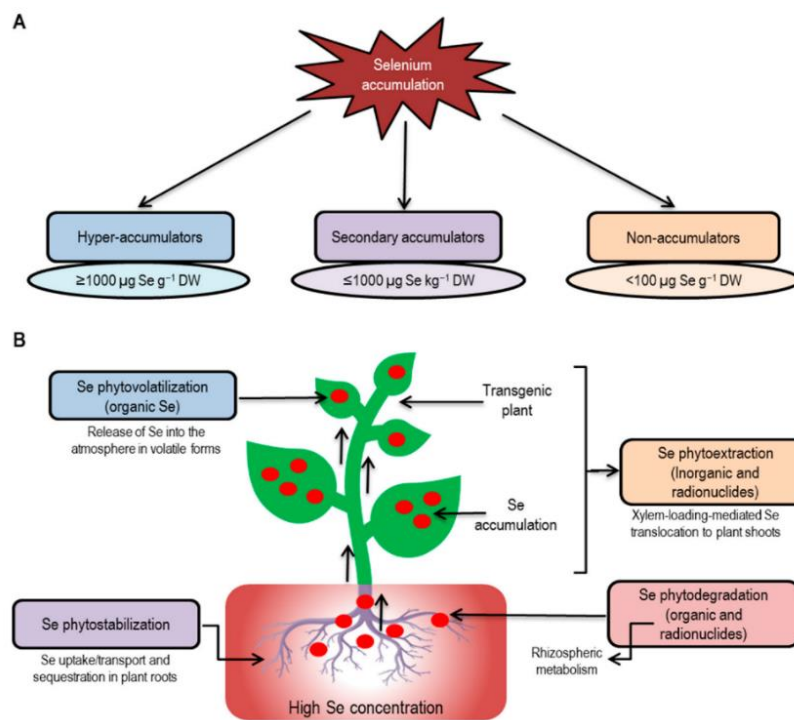 A
Selenium
accumulation
Hyper-accumulators
Secondary accumulators
Non-accumulators
≥1000 µg Se g⁻¹ DW
≤1000 µg Se kg⁻¹ DW
<100 µg Se g⁻¹ DW
B
Se phytovolatilization
(organic Se)
Release of Se into the
atmosphere in volatile forms
Transgenic
plant
Se phytoextraction
(Inorganic and
radionuclides)
Xylem-loading-mediated Se
translocation to plant shoots
Se
accumulation
Se phytostabilization
Se uptake/transport and
sequestration in plant roots
Se phytodegradation
(organic and
radionuclides)
Rhizospheric
metabolism
High Se concentration